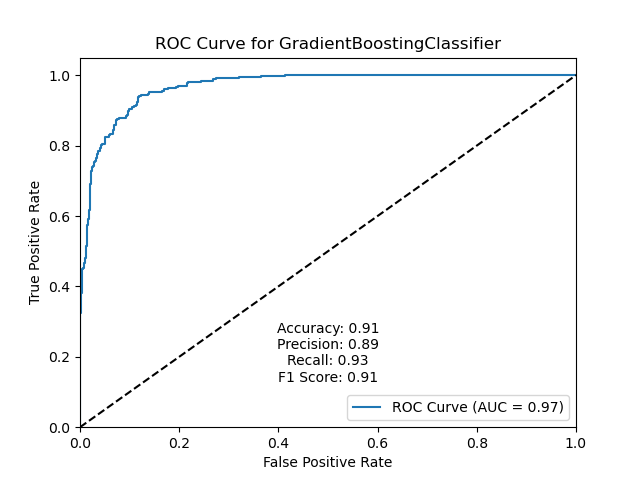 ROC Curve for GradientBoostingClassifier
True Positive Rate
1.0
0.8
0.6
0.4
0.2
0.0
Accuracy: 0.91
Precision: 0.89
Recall: 0.93
F1 Score: 0.91
ROC Curve (AUC = 0.97)
0.0 0.2 0.4 0.6 0.8 1.0
False Positive Rate